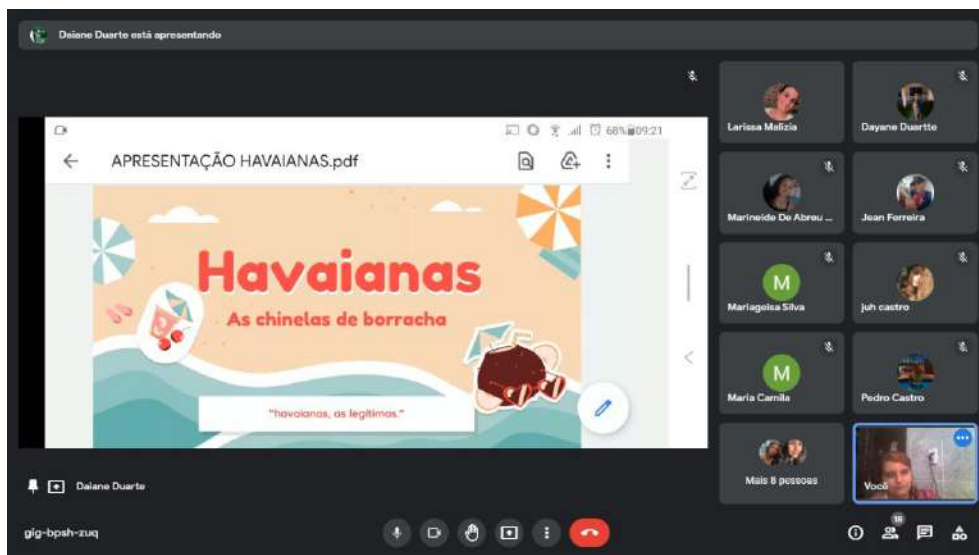 Daiane Duarte está apresentando
68% 09:21
APRESENTAÇÃO HAVAIANAS.pdf
Havaianas
As chinelas de borracha
"havaianas, as legítimas."
Larissa Malizia
Dayane Duartte
Marineide De Abreu ...
Jean Ferreira
M
Mariagelsa Silva
juh castro
M
Maria Camila
Pedro Castro
Mais 8 pessoas
Você
Daiane Duarte
gig-bpsh-zuq
18